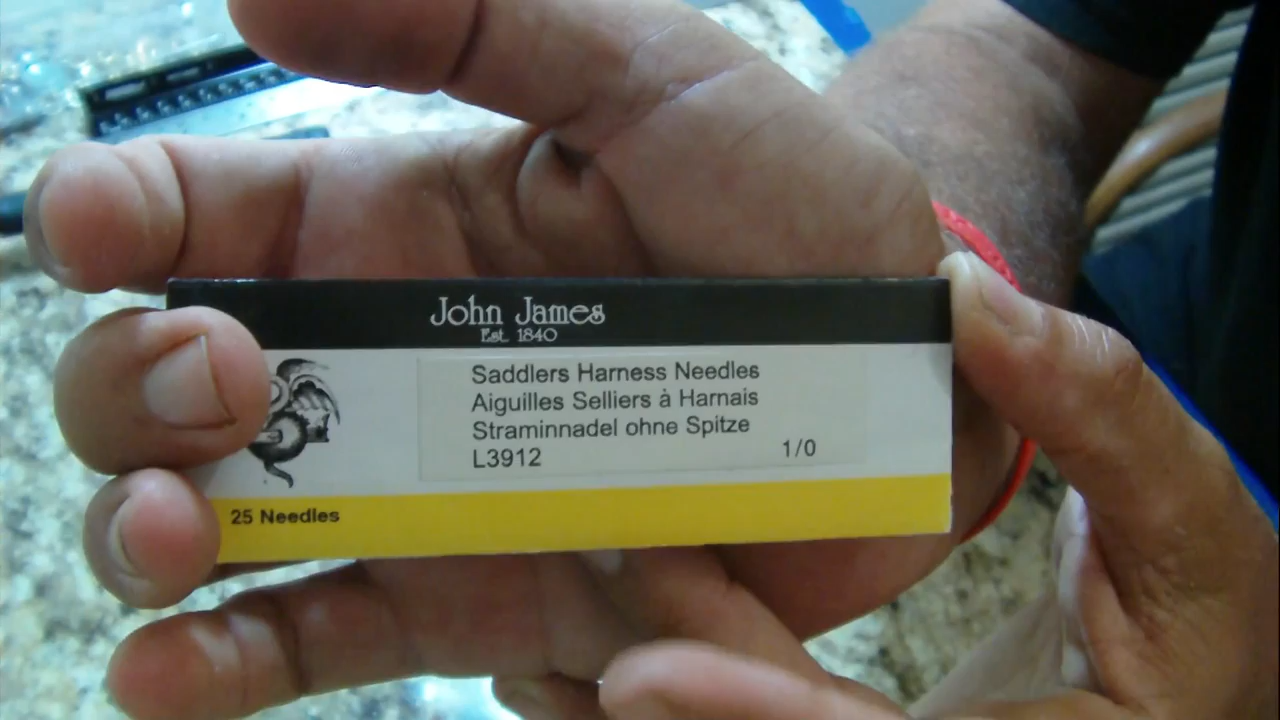 John James
Est. 1840
Saddlers Harness Needles
Aiguilles Selliers à Harnais
Straminnadel ohne Spitze
L3912 1/0
25 Needles